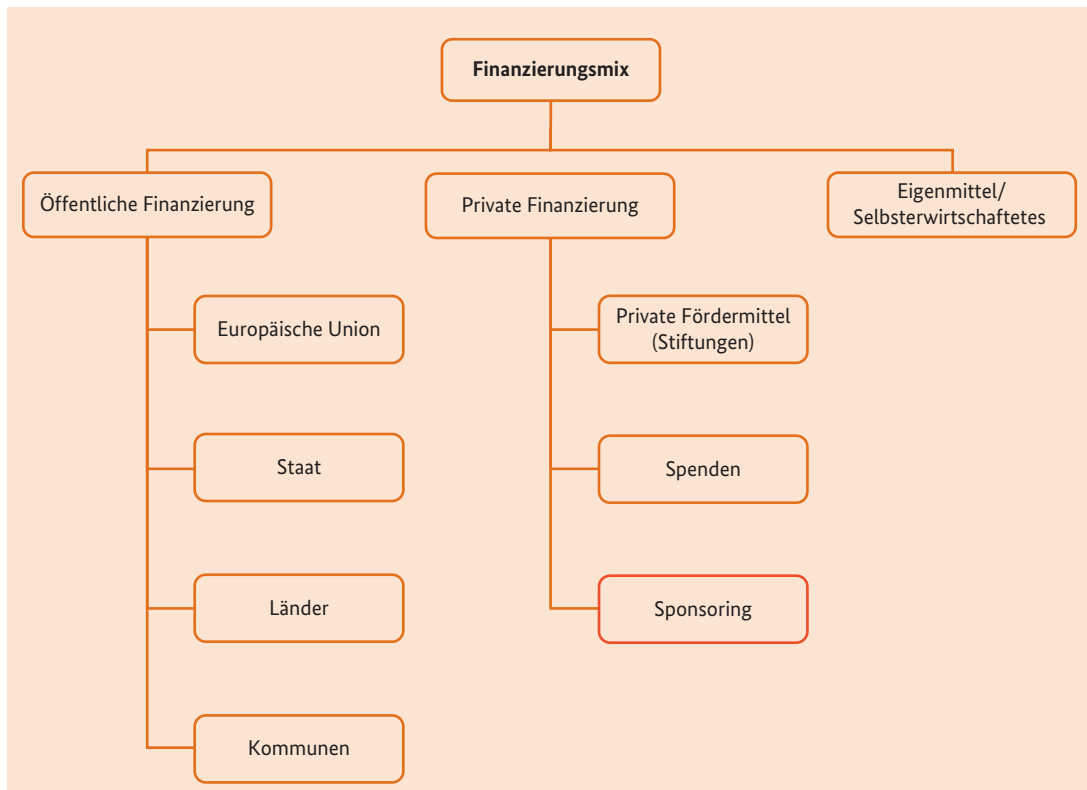 Finanzierungsmix
Öffentliche Finanzierung
Private Finanzierung
Eigenmittel/
Selbsterwirtschaftetes
Europäische Union
Private Fördermittel
(Stiftungen)
Staat
Spenden
Länder
Sponsoring
Kommunen